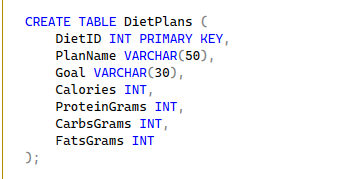 CREATE TABLE DietPlans (
    DietID INT PRIMARY KEY,
    PlanName VARCHAR(50),
    Goal VARCHAR(30),
    Calories INT,
    ProteinGrams INT,
    CarbsGrams INT,
    FatsGrams INT
);